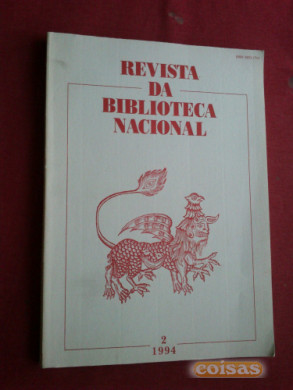 REVISTA
DA
BIBLIOTECA
NACIONAL
2
1994
coisas